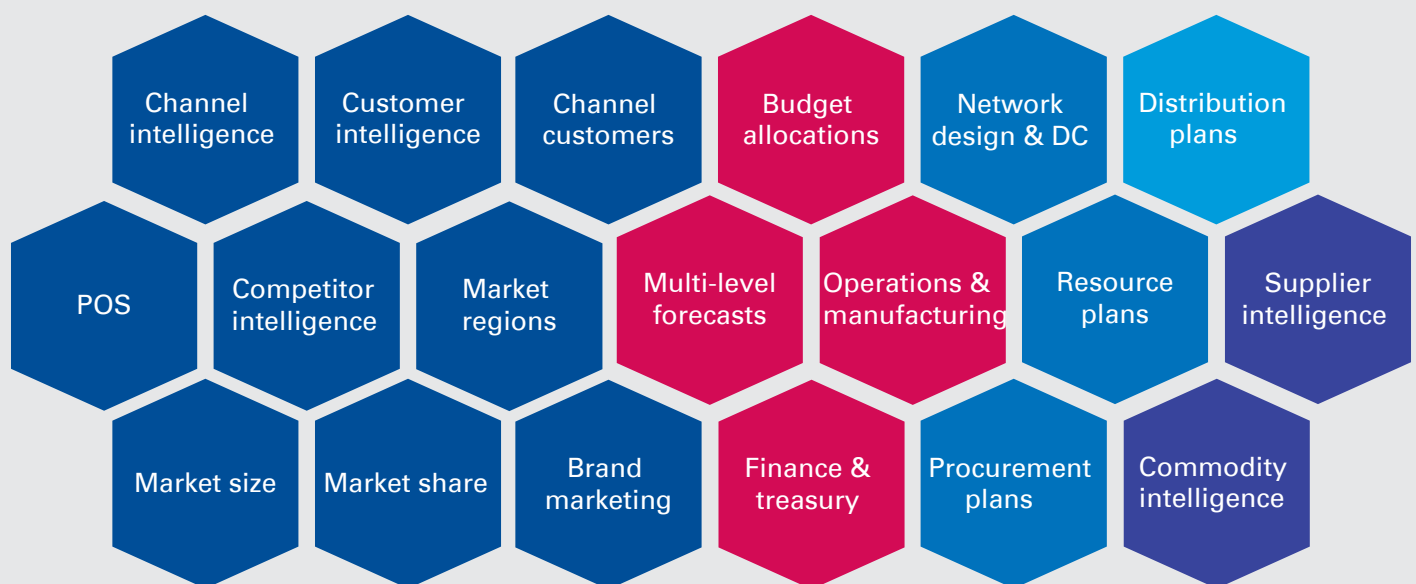 Channel
intelligence
Customer
intelligence
Channel
customers
Budget
allocations
Network
design & DC
Distribution
plans
POS
Competitor
intelligence
Market
regions
Multi-level
forecasts
Operations &
manufacturing
Resource
plans
Supplier
intelligence
Market size
Market share
Brand
marketing
Finance &
treasury
Procurement
plans
Commodity
intelligence